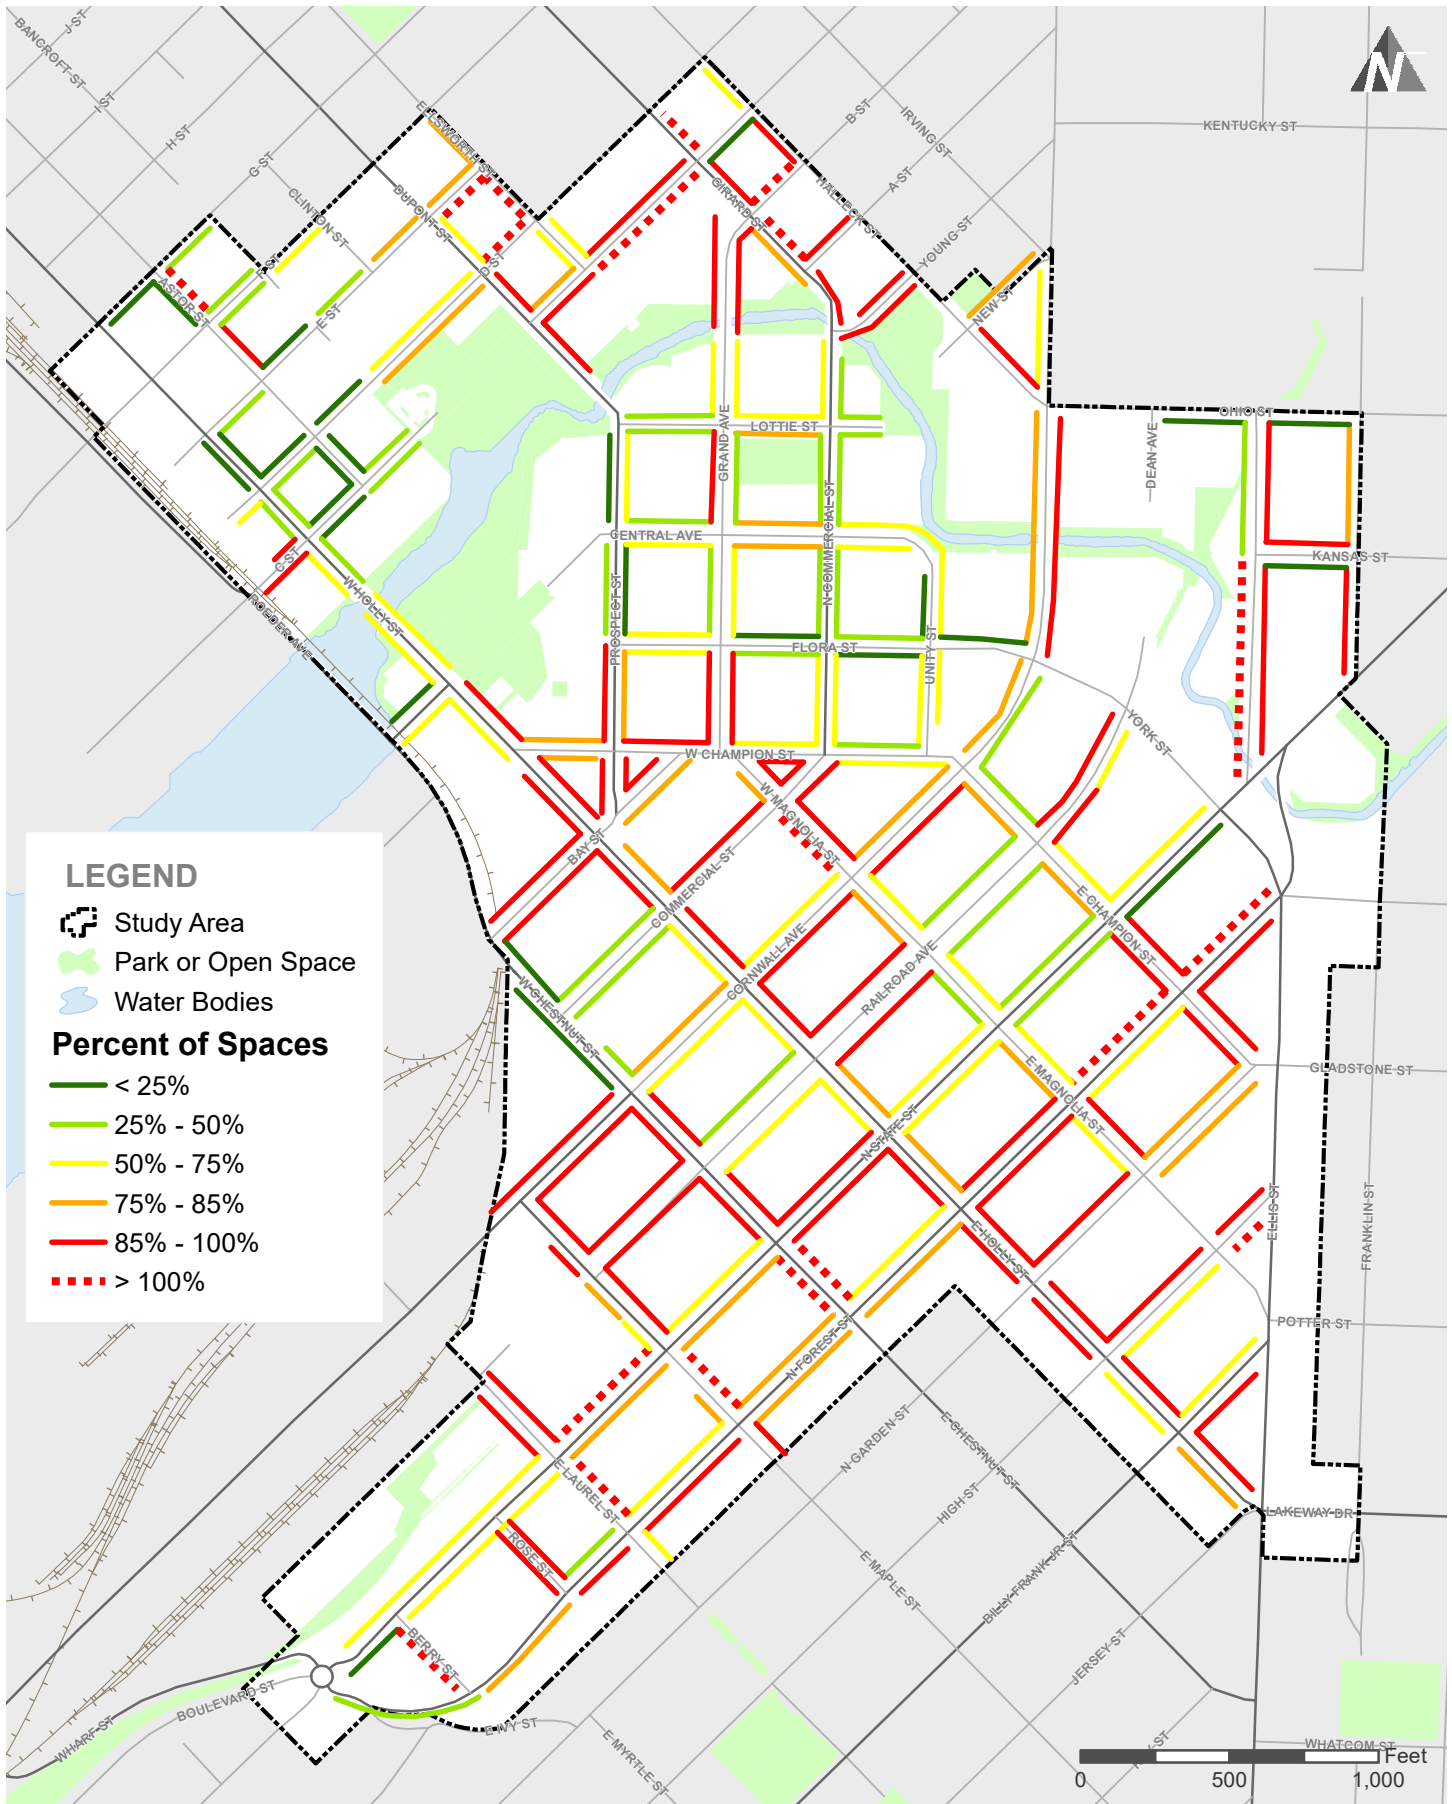 J ST
BANCROFT ST
I ST
H ST
G ST
ELLSWORTH ST
B ST
IRVING ST
KENTUCKY ST
N
CLINTON ST
DUPONT ST
GIRARD ST
HALLECK ST
A ST
YOUNG ST
F ST
D ST
ASTOR ST
E ST
NEW ST
LOTTIE ST
GRAND AVE
OHIO ST
DEAN AVE
N COMMERCIAL ST
CENTRAL AVE
KANSAS ST
C ST
W HOLLY ST
PROSPECT ST
ROEDER AVE
FLORA ST
UNITY ST
YORK ST
W CHAMPION ST
W MAGNOLIA ST
BAY ST
COMMERCIAL ST
E CHAMPION ST
CORNWALL AVE
RAILROAD AVE
W CHESTNUT ST
E MAGNOLIA ST
GLADSTONE ST
N STATE ST
ELLIS ST
FRANKLIN ST
E HOLLY ST
POTTER ST
N FOREST ST
N GARDEN ST
E CHESTNUT ST
E LAUREL ST
HIGH ST
LAKEWAY DR
ROSE ST
E MAPLE ST
BILLY FRANK JR ST
BERRY ST
JERSEY ST
BOULEVARD ST
WHARF ST
E IVY ST
E MYRTLE ST
WHATCOM ST
LEGEND
Study Area
Park or Open Space
Water Bodies
Percent of Spaces
< 25%
25% - 50%
50% - 75%
75% - 85%
85% - 100%
> 100%
Feet
0 500 1,000